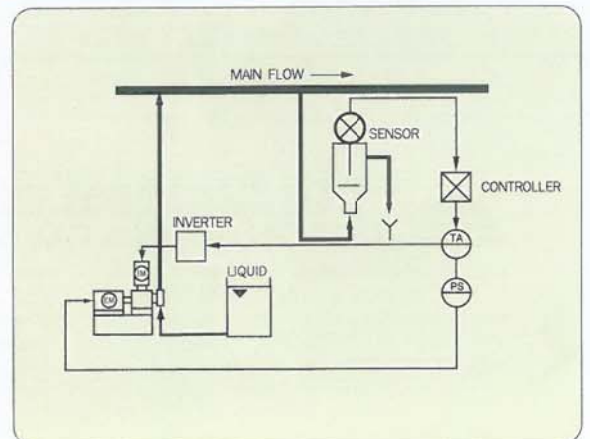 MAIN FLOW
SENSOR
CONTROLLER
INVERTER
TA
EM
LIQUID
PS
EM